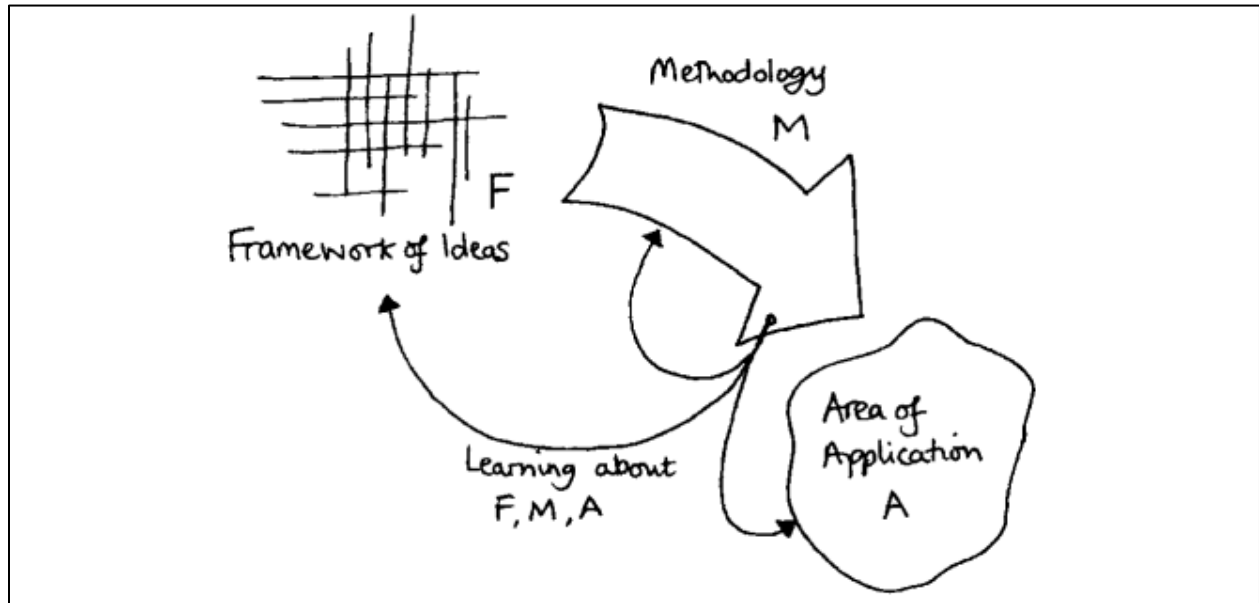 Methodology
M
F
Framework of Ideas
Learning about
F, M, A
Area of
Application
A